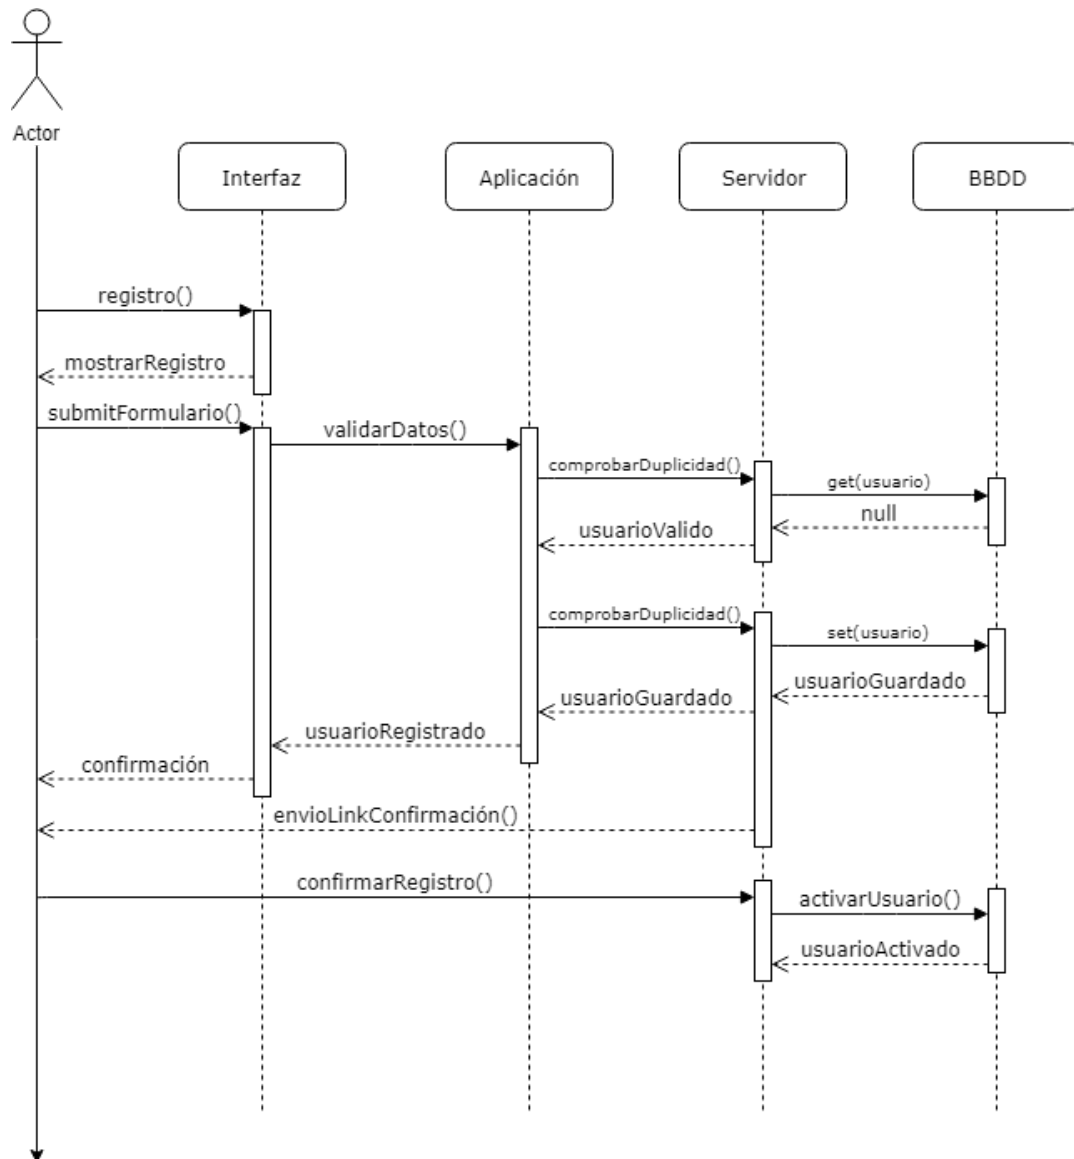 Actor
Interfaz
Aplicación
Servidor
BBDD
registro()
mostrarRegistro
submitFormulario()
validarDatos()
comprobarDuplicidad()
get(usuario)
null
usuarioValido
comprobarDuplicidad()
set(usuario)
usuarioGuardado
usuarioGuardado
usuarioRegistrado
confirmación
envioLinkConfirmación()
confirmarRegistro()
activarUsuario()
usuarioActivado